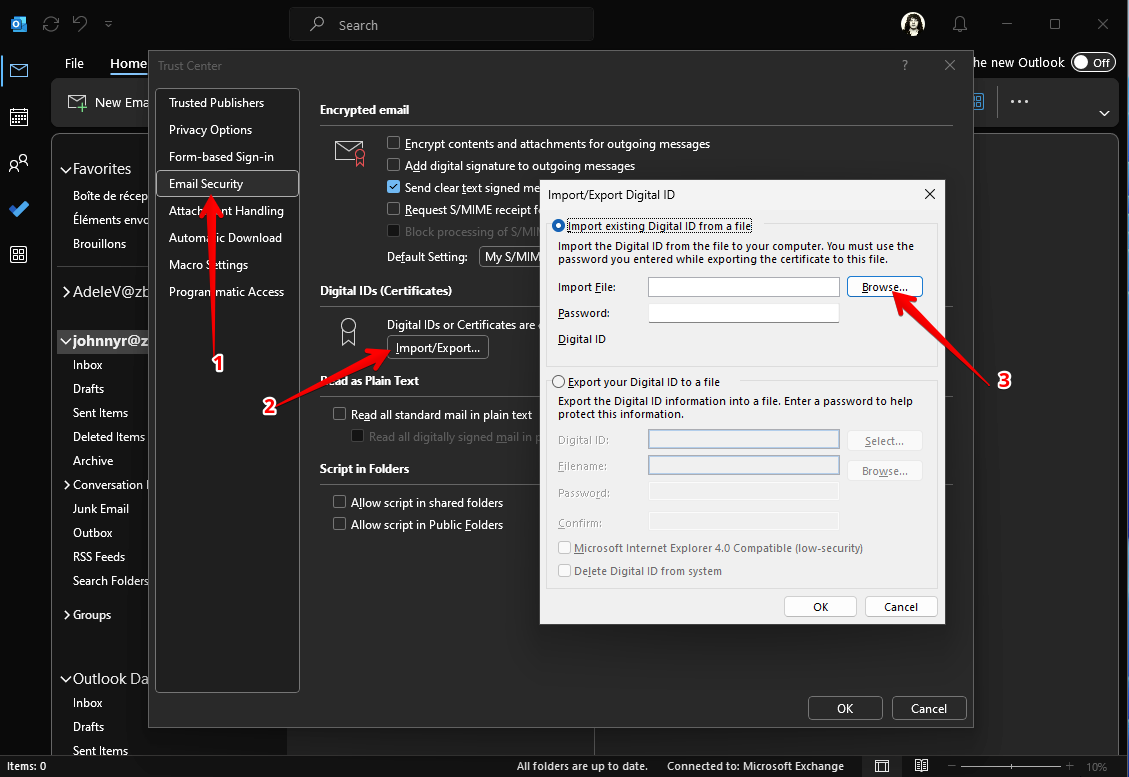 Search
File
Home
he new Outlook
Off
New Ema
Favorites
Boîte de récep
Éléments envo
Brouillons
AdeleV@zb
johnnyr@z
Inbox
Drafts
Sent Items
Deleted Items
Archive
Conversation
Junk Email
Outbox
RSS Feeds
Search Folders
Groups
Outlook Da
Inbox
Drafts
Sent Items
Trust Center
?
Trusted Publishers
Privacy Options
Form-based Sign-in
Email Security
Attachment Handling
Automatic Download
Macro Settings
Programmatic Access
1
Encrypted email
Encrypt contents and attachments for outgoing messages
Add digital signature to outgoing messages
Send clear text signed me
Request S/MIME receipt fo
Block processing of S/MIM
Default Setting:
My S/MIM
Digital IDs (Certificates)
Digital IDs or Certificates are
Import/Export...
2
Read as Plain Text
Read all standard mail in plain text
Read all digitally signed mail in p
Script in Folders
Allow script in shared folders
Allow script in Public Folders
OK
Cancel
Import/Export Digital ID
Import existing Digital ID from a file
Import the Digital ID from the file to your computer. You must use the
password you entered while exporting the certificate to this file.
Import File:
Browse...
Password:
Digital ID
3
Export your Digital ID to a file
Export the Digital ID information into a file. Enter a password to help
protect this information.
Digital ID:
Select...
Filename:
Browse...
Password:
Confirm:
Microsoft Internet Explorer 4.0 Compatible (low-security)
Delete Digital ID from system
OK
Cancel
Items: 0
All folders are up to date.
Connected to: Microsoft Exchange
10%